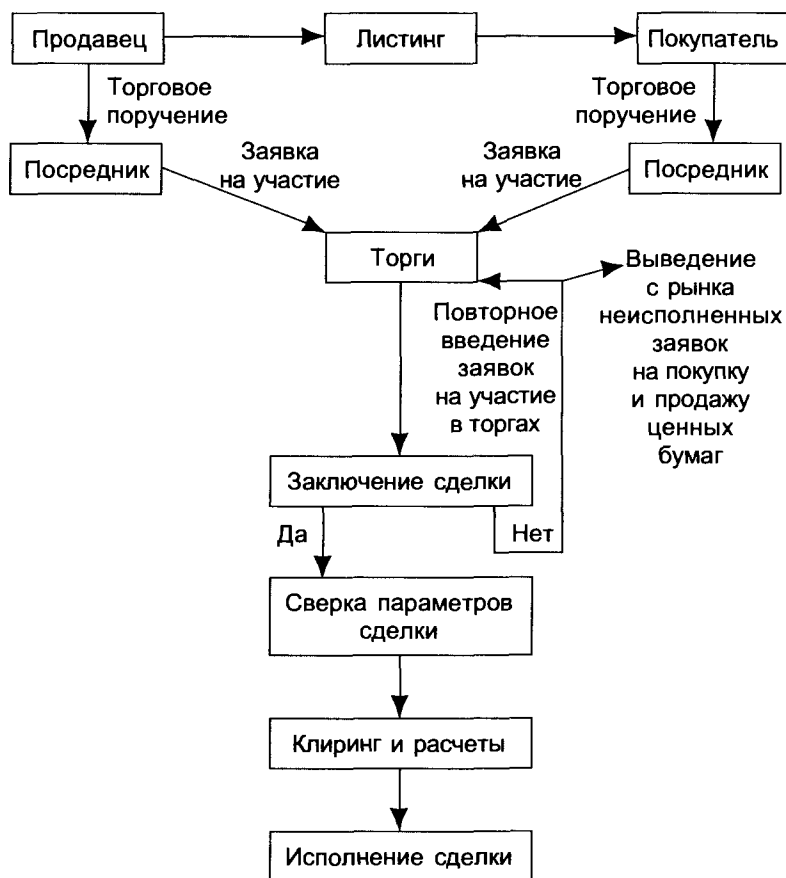 Продавец
Листинг
Покупатель
Торговое
поручение
Торговое
поручение
Посредник
Заявка
на участие
Заявка
на участие
Посредник
Торги
Выведение
с рынка
неисполненных
заявок
на покупку
и продажу
ценных
бумаг
Повторное
введение
заявок
на участие
в торгах
Заключение сделки
Да
Нет
Сверка параметров
сделки
Клиринг и расчеты
Исполнение сделки